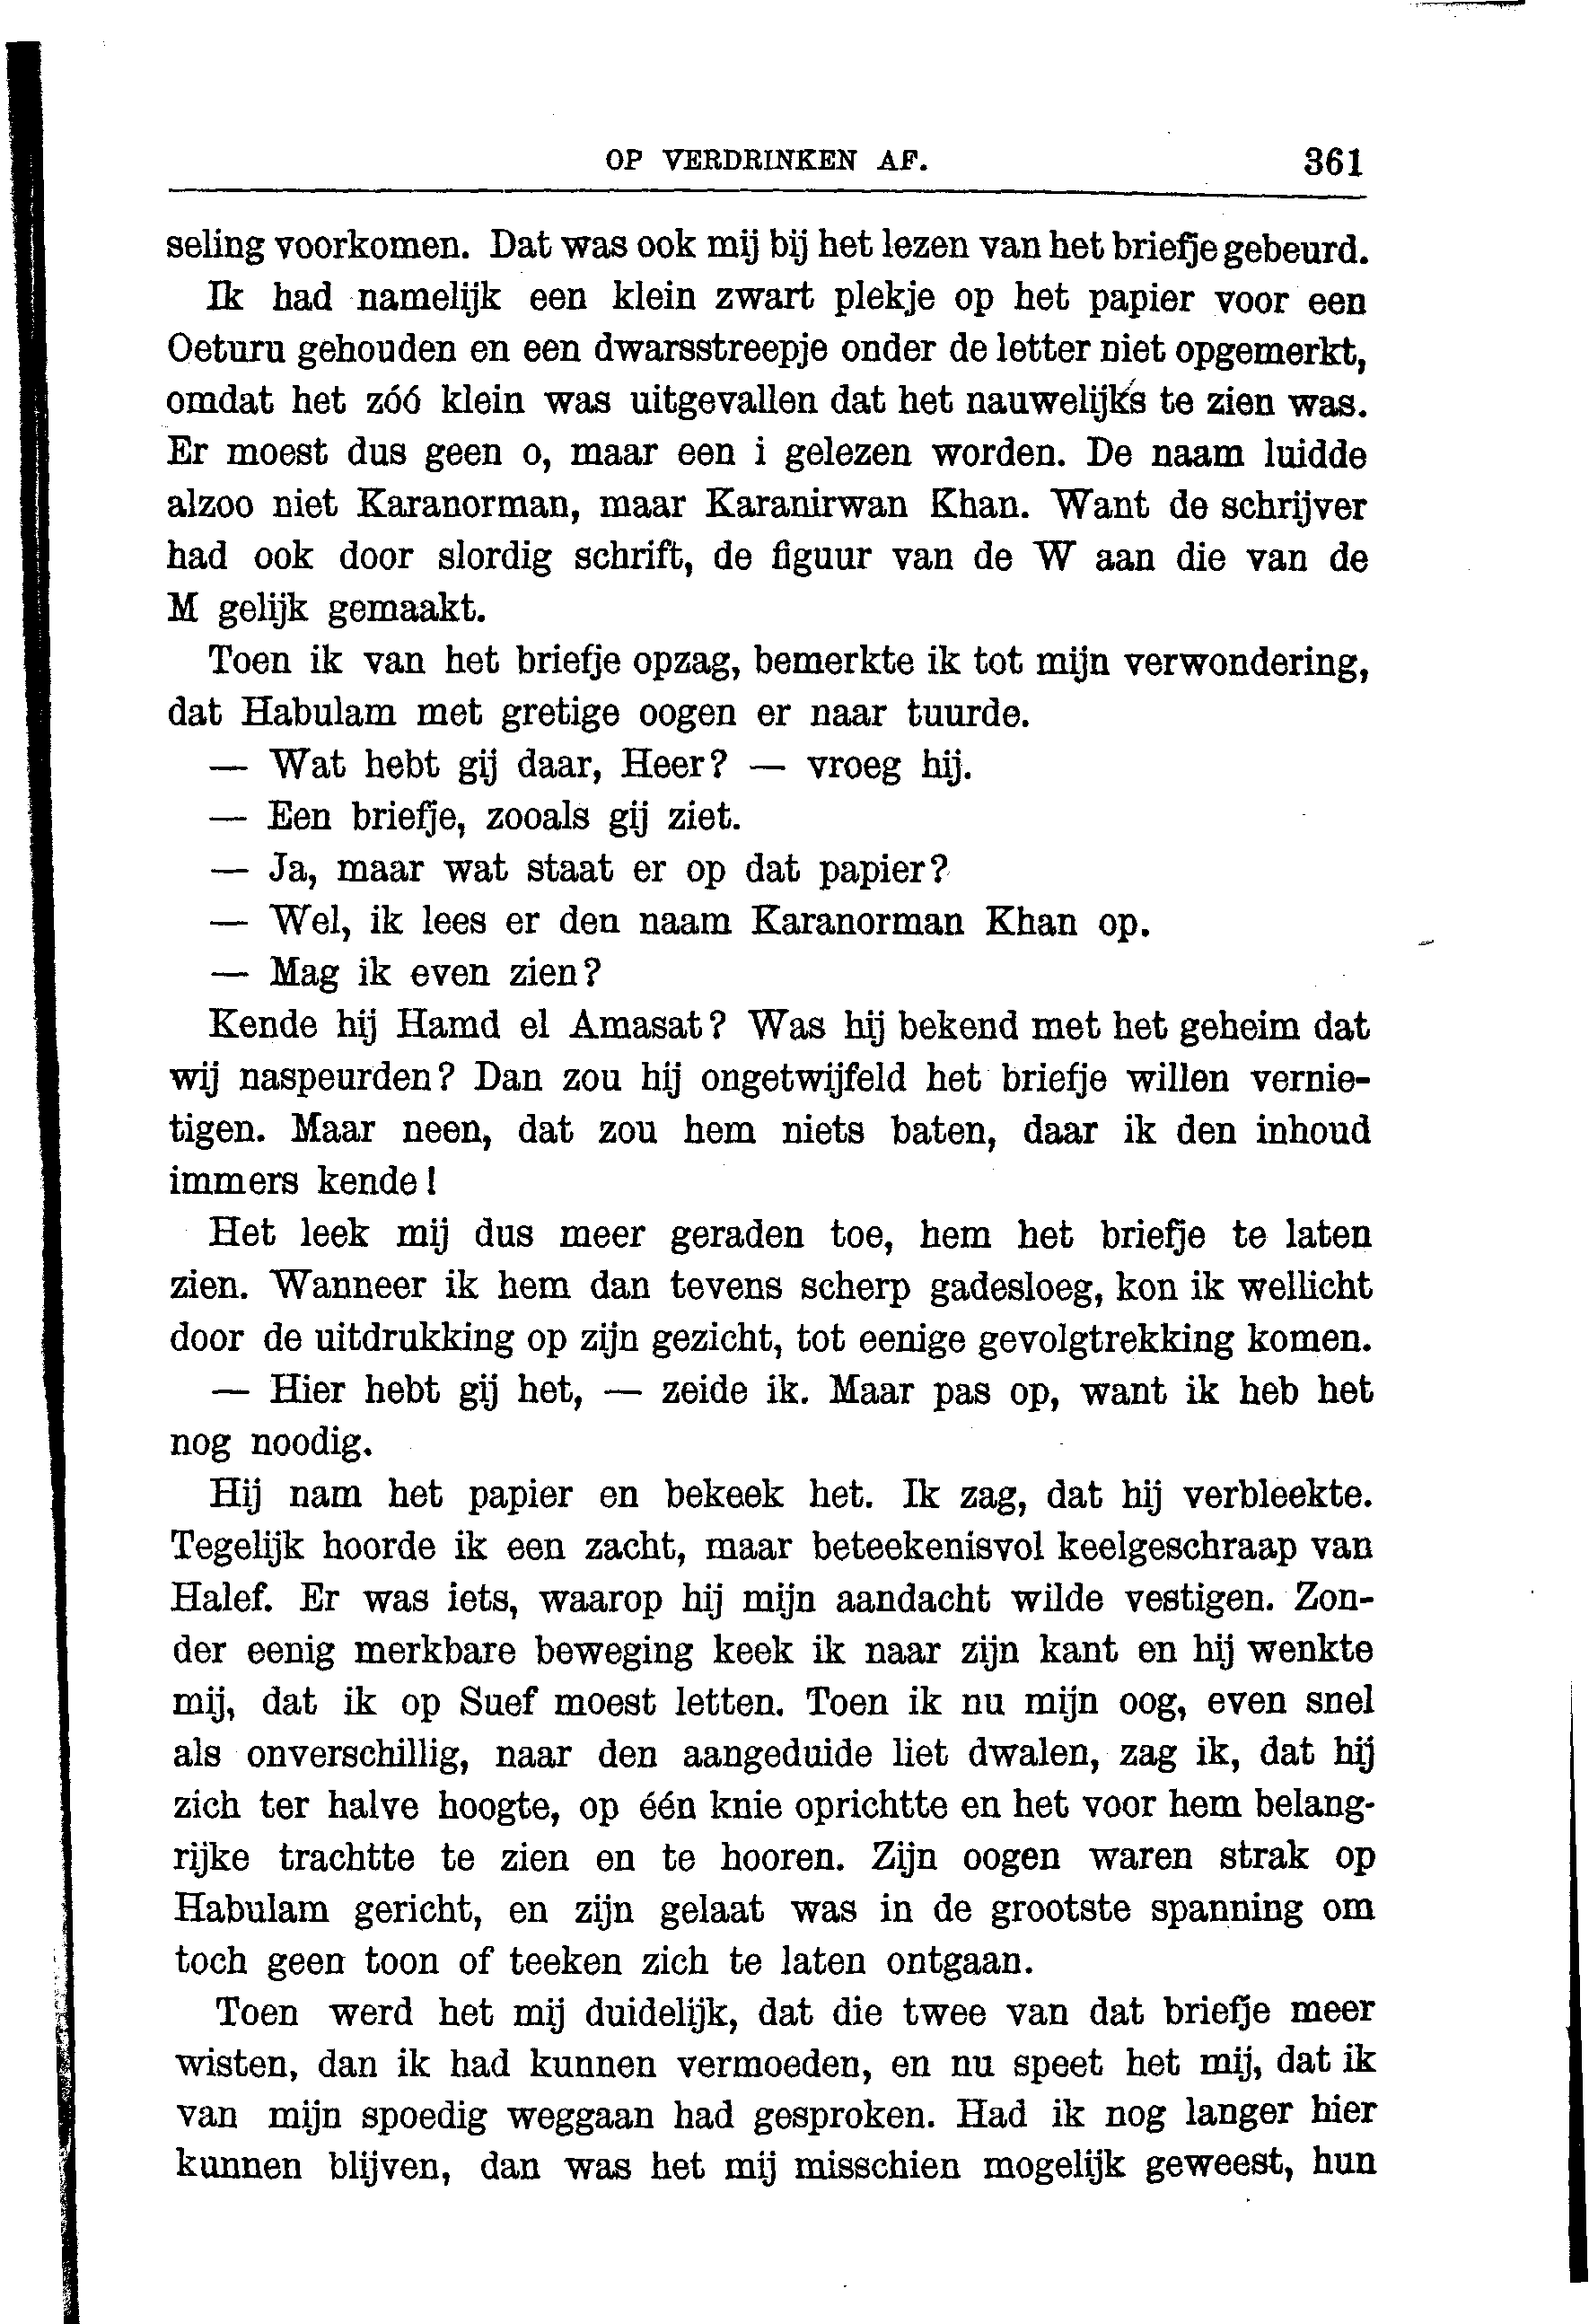 OP VERDRINKEN AF. 361
seling voorkomen. Dat was ook mij bij het lezen van het briefje gebeurd.
Ik had namelijk een klein zwart plekje op het papier voor een
Oeturu gehouden en een dwarsstreepje onder de letter niet opgemerkt,
omdat het zóó klein was uitgevallen dat het nauwelijks te zien was.
Er moest dus geen o, maar een i gelezen worden. De naam luidde
alzoo niet Karanorman, maar Karanirwan Khan. Want de schrijver
had ook door slordig schrift, de figuur van de W aan die van de
M gelijk gemaakt.
Toen ik van het briefje opzag, bemerkte ik tot mijn verwondering,
dat Habulam met gretige oogen er naar tuurde.
— Wat hebt gij daar, Heer? — vroeg hij.
— Een briefje, zooals gij ziet.
— Ja, maar wat staat er op dat papier?
— Wel, ik lees er den naam Karanorman Khan op.
— Mag ik even zien?
Kende hij Hamd el Amasat? Was hij bekend met het geheim dat
wij naspeurden? Dan zou hij ongetwijfeld het briefje willen vernie-
tigen. Maar neen, dat zou hem niets baten, daar ik den inhoud
immers kende!
Het leek mij dus meer geraden toe, hem het briefje te laten
zien. Wanneer ik hem dan tevens scherp gadesloeg, kon ik wellicht
door de uitdrukking op zijn gezicht, tot eenige gevolgtrekking komen.
— Hier hebt gij het, — zeide ik. Maar pas op, want ik heb het
nog noodig.
Hij nam het papier en bekeek het. Ik zag, dat hij verbleekte.
Tegelijk hoorde ik een zacht, maar beteekenisvol keelgeschraap van
Halef. Er was iets, waarop hij mijn aandacht wilde vestigen. Zon-
der eenig merkbare beweging keek ik naar zijn kant en hij wenkte
mij, dat ik op Suef moest letten. Toen ik nu mijn oog, even snel
als onverschillig, naar den aangeduide liet dwalen, zag ik, dat hij
zich ter halve hoogte, op één knie oprichtte en het voor hem belang-
rijke trachtte te zien en te hooren. Zijn oogen waren strak op
Habulam gericht, en zijn gelaat was in de grootste spanning om
toch geen toon of teeken zich te laten ontgaan.
Toen werd het mij duidelijk, dat die twee van dat briefje meer
wisten, dan ik had kunnen vermoeden, en nu speet het mij, dat ik
van mijn spoedig weggaan had gesproken. Had ik nog langer hier
kunnen blijven, dan was het mij misschien mogelijk geweest, hun